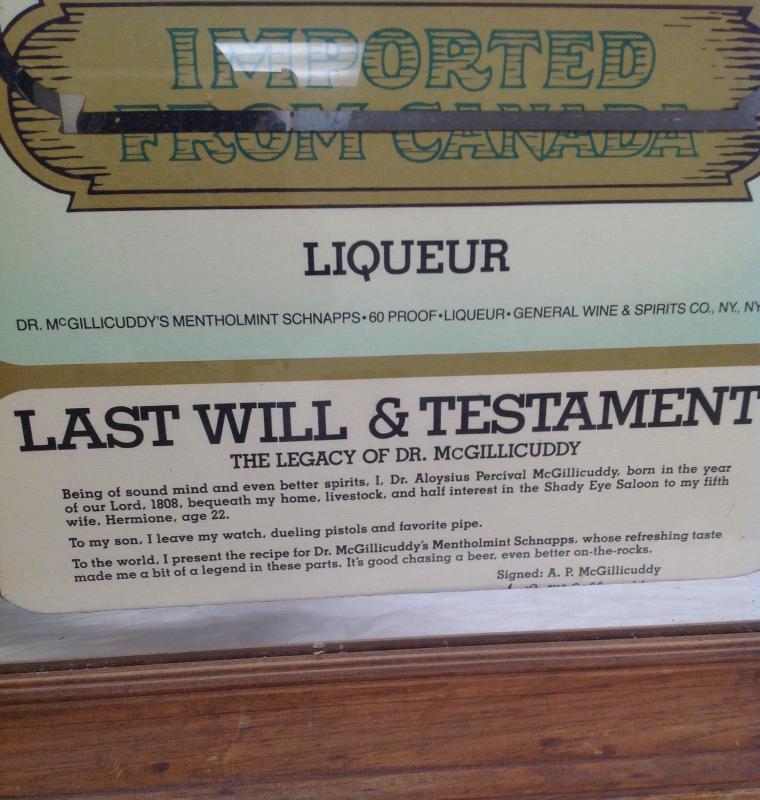 IMPORTED
FROM CANADA
LIQUEUR
DR. McGILLICUDDY'S MENTHOLMINT SCHNAPPS•60 PROOF•LIQUEUR•GENERAL WINE & SPIRITS CO., NY., NY
LAST WILL & TESTAMENT
THE LEGACY OF DR. McGILLICUDDY
Being of sound mind and even better spirits, I, Dr. Aloysius Percival McGillicuddy, born in the year
of our Lord, 1808, bequeath my home, livestock, and half interest in the Shady Eye Saloon to my fifth
wife, Hermione, age 22.
To my son, I leave my watch, dueling pistols and favorite pipe.
To the world, I present the recipe for Dr. McGillicuddy's Mentholmint Schnapps, whose refreshing taste
made me a bit of a legend in these parts. It's good chasing a beer, even better on-the-rocks.
Signed: A. P. McGillicuddy